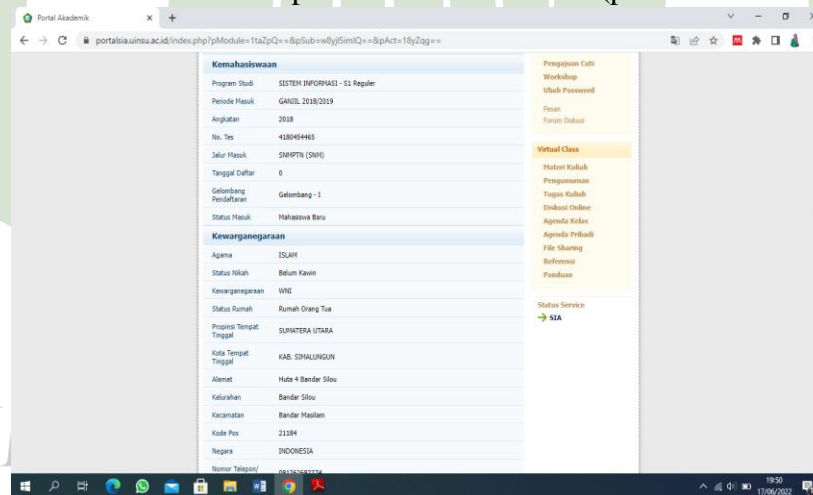 Portal Akademik
portalsia.uinsu.ac.id/index.php?pModule=1taZpQ==&pSub=w8yjlSimlQ==&pAct=18yZqg==
Kemahasiswaan
Program Studi SISTEM INFORMASI - S1 Reguler
Periode Masuk GANJIL 2018/2019
Angkatan 2018
No. Tes 4180454465
Jalur Masuk SNMPTN (SNM)
Tanggal Daftar 0
Gelombang
Pendaftaran Gelombang - I
Status Masuk Mahasiswa Baru
Kewarganegaraan
Agama ISLAM
Status Nikah Belum Kawin
Kewarganegaraan WNI
Status Rumah Rumah Orang Tua
Propinsi Tempat
Tinggal SUMATERA UTARA
Kota Tempat
Tinggal KAB. SIMALUNGUN
Alamat Huta 4 Bandar Silou
Kelurahan Bandar Silou
Kecamatan Bandar Masilam
Kode Pos 21184
Negara INDONESIA
Nomor Telepon/
Pengajuan Cuti
Workshop
Ubah Password
Pesan
Forum Diskusi
Virtual Class
Materi Kuliah
Pengumuman
Tugas Kuliah
Diskusi Online
Agenda Kelas
Agenda Pribadi
File Sharing
Referensi
Panduan
Status Service
SIA
19:50
17/06/2022